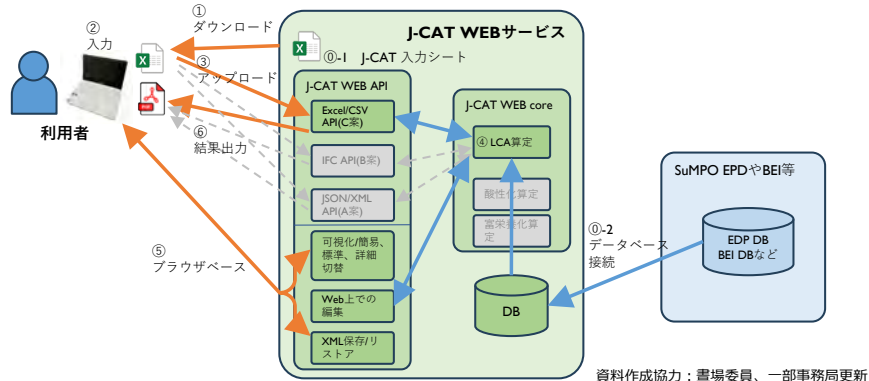 ①
ダウンロード
②
入力
③
アップロード
利用者
⑥
結果出力
⑤
ブラウザベース
J-CAT WEBサービス
⓪-1 J-CAT 入力シート
J-CAT WEB API
Excel/CSV
API(C案)
IFC API(B案)
JSON/XML
API(A案)
可視化/簡易、
標準、詳細
切替
Web上での
編集
XML保存/リ
ストア
J-CAT WEB core
④ LCA算定
酸性化算定
富栄養化算
定
DB
⓪-2
データベース
接続
SuMPO EPDやBEI等
EDP DB
BEI DBなど
資料作成協力：書場委員、一部事務局更新